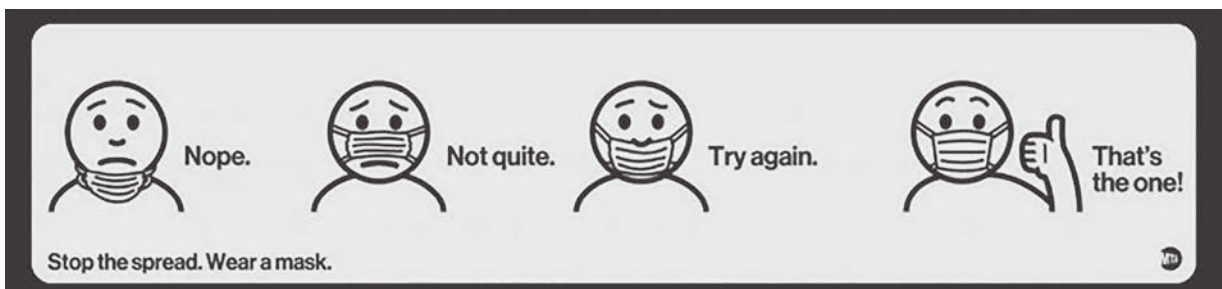 Nope.
Not quite.
Try again.
That's
the one!
Stop the spread. Wear a mask.
MTA